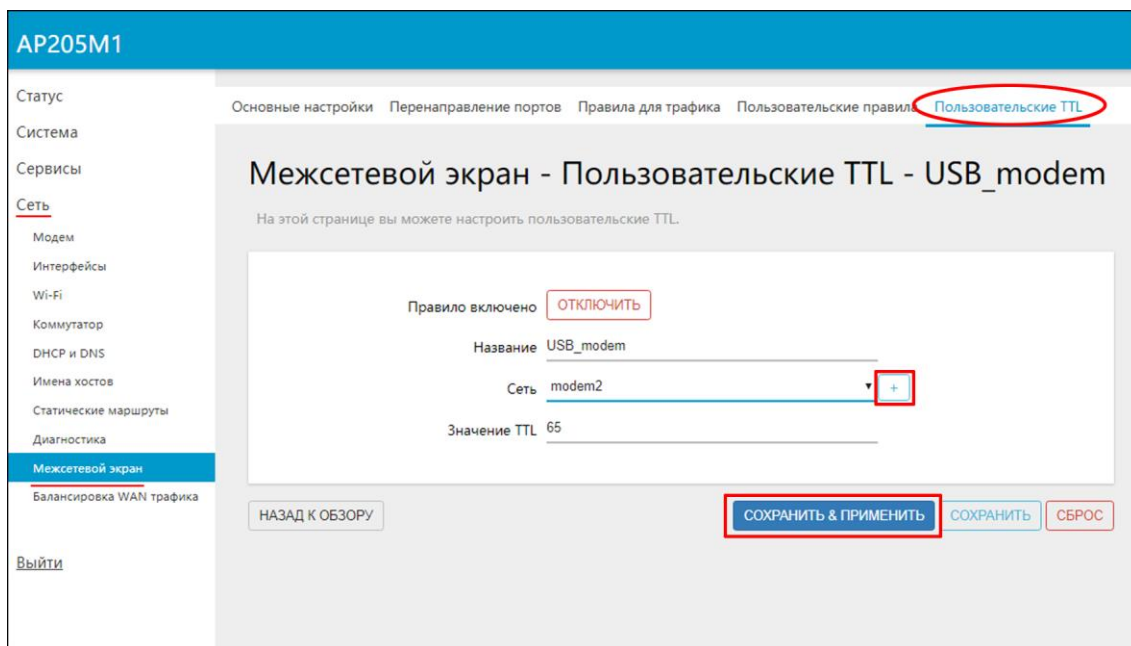 AP205M1
Статус
Система
Сервисы
Сеть
Модем
Интерфейсы
Wi-Fi
Коммутатор
DHCP и DNS
Имена хостов
Статические маршруты
Диагностика
Межсетевой экран
Балансировка WAN трафика
Выйти
Основные настройки Перенаправление портов Правила для трафика Пользовательские правила Пользовательские TTL
Межсетевой экран - Пользовательские TTL - USB_modem
На этой странице вы можете настроить пользовательские TTL.
Правило включено ОТКЛЮЧИТЬ
Название USB_modem
Сеть modem2 +
Значение TTL 65
НАЗАД К ОБЗОРУ СОХРАНИТЬ & ПРИМЕНИТЬ СОХРАНИТЬ СБРОС